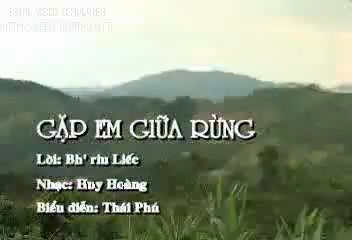 GẶP EM GIỮA RỪNG
Lời: Bh' riu Liếc
Nhạc: Huy Hoàng
Biểu diễn: Thái Phú